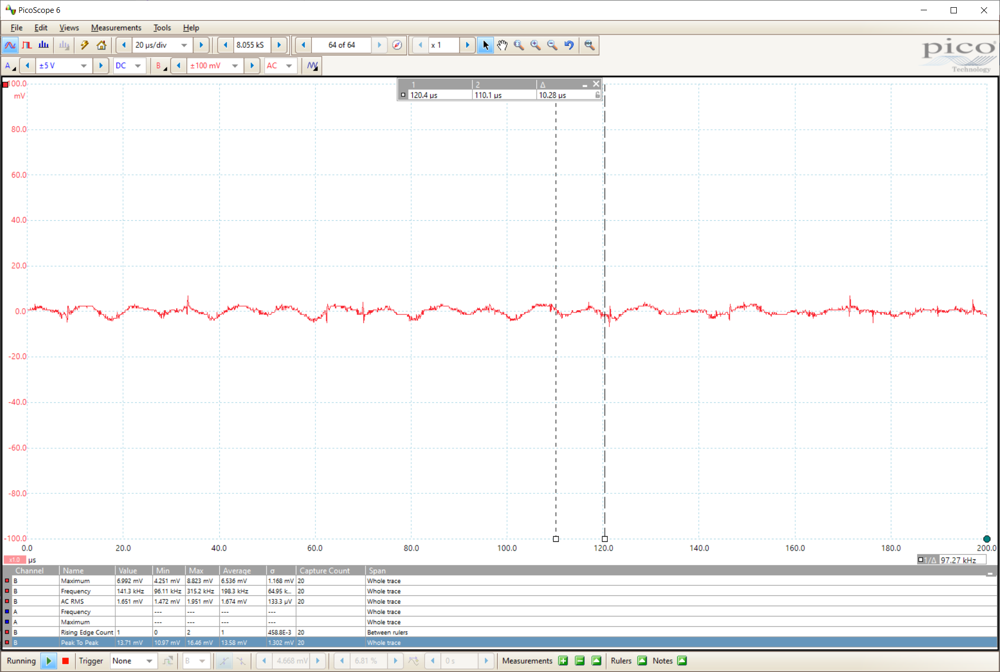 PicoScope 6
File Edit Views Measurements Tools Help
20 µs/div 8.055 kS 64 of 64 x 1
A ±5 V DC B ±100 mV AC
pico
Technology
1 2 Δ
120.4 µs 110.1 µs 10.28 µs
100.0
mV
80.0
60.0
40.0
20.0
0.0
-20.0
-40.0
-60.0
-80.0
-100.0
0.0 20.0 40.0 60.0 80.0 100.0 120.0 140.0 160.0 180.0 200.0
x1.0 µs 1/Δ 97.27 kHz
Channel Name Value Min Max Average σ Capture Count Span
B Maximum 6.992 mV 4.251 mV 8.823 mV 6.536 mV 1.168 mV 20 Whole trace
B Frequency 141.3 kHz 96.11 kHz 315.2 kHz 198.3 kHz 64.95 k... 20 Whole trace
B AC RMS 1.651 mV 1.472 mV 1.951 mV 1.674 mV 133.3 µV 20 Whole trace
A Frequency --- --- --- --- Whole trace
A Maximum --- --- --- --- Whole trace
B Rising Edge Count 1 0 2 1 458.8E-3 20 Between rulers
B Peak To Peak 13.71 mV 10.97 mV 16.46 mV 13.58 mV 1.302 mV 20 Whole trace
Running Trigger None B 4.668 mV 6.81 % 0 s Measurements Rulers Notes